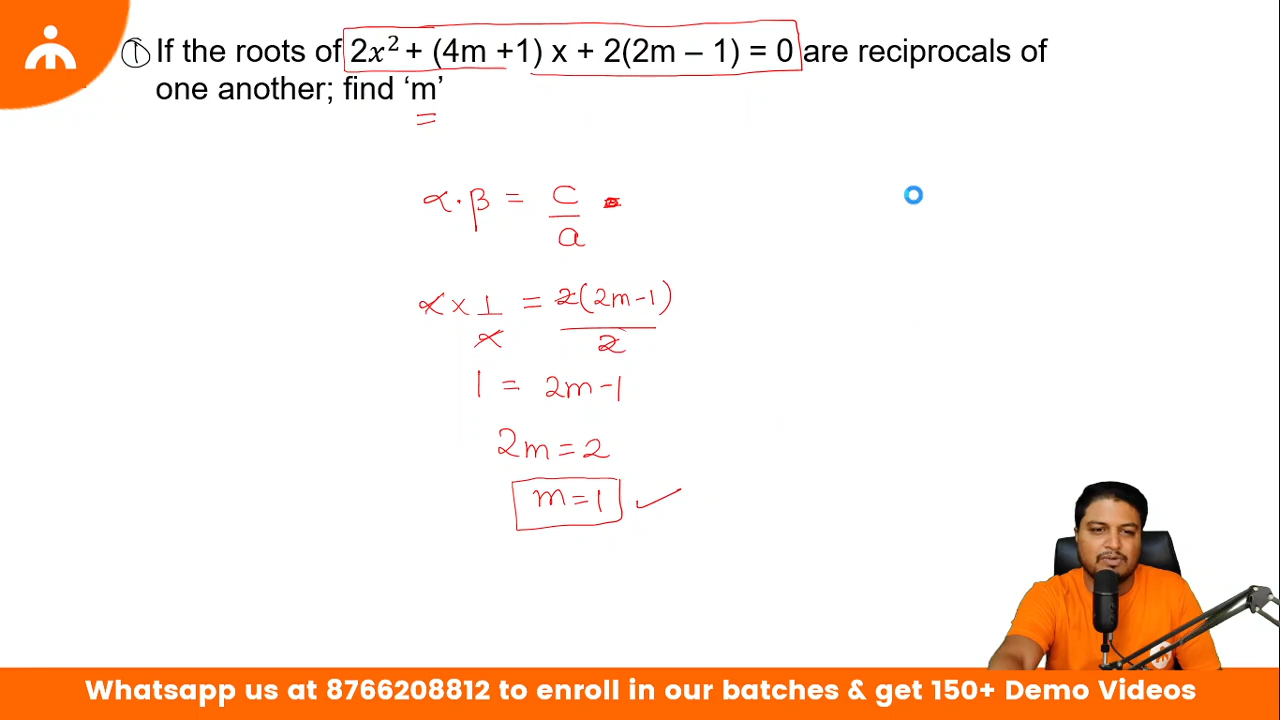 ① If the roots of 2x² + (4m +1) x + 2(2m – 1) = 0 are reciprocals of
one another; find ‘m’
α · β = c/a
α × 1/α = 2(2m-1)/2
1 = 2m-1
2m = 2
m = 1 ✓
Whatsapp us at 8766208812 to enroll in our batches & get 150+ Demo Videos